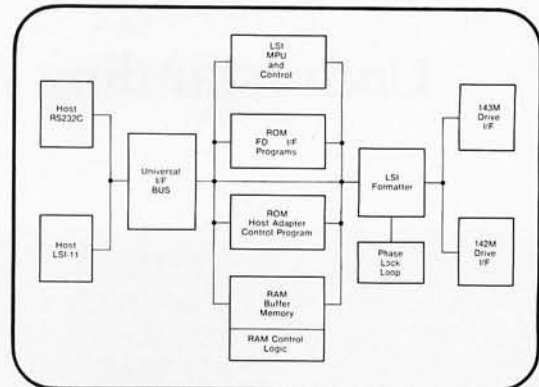 LSI
MPU
and
Control
Host
RS232C
143M
Drive
I/F
ROM
FD I/F
Programs
Universal
I/F
BUS
LSI
Formatter
ROM
Host Adapter
Control Program
Host
LSI-11
Phase
Lock
Loop
142M
Drive
I/F
RAM
Buffer
Memory
RAM Control
Logic